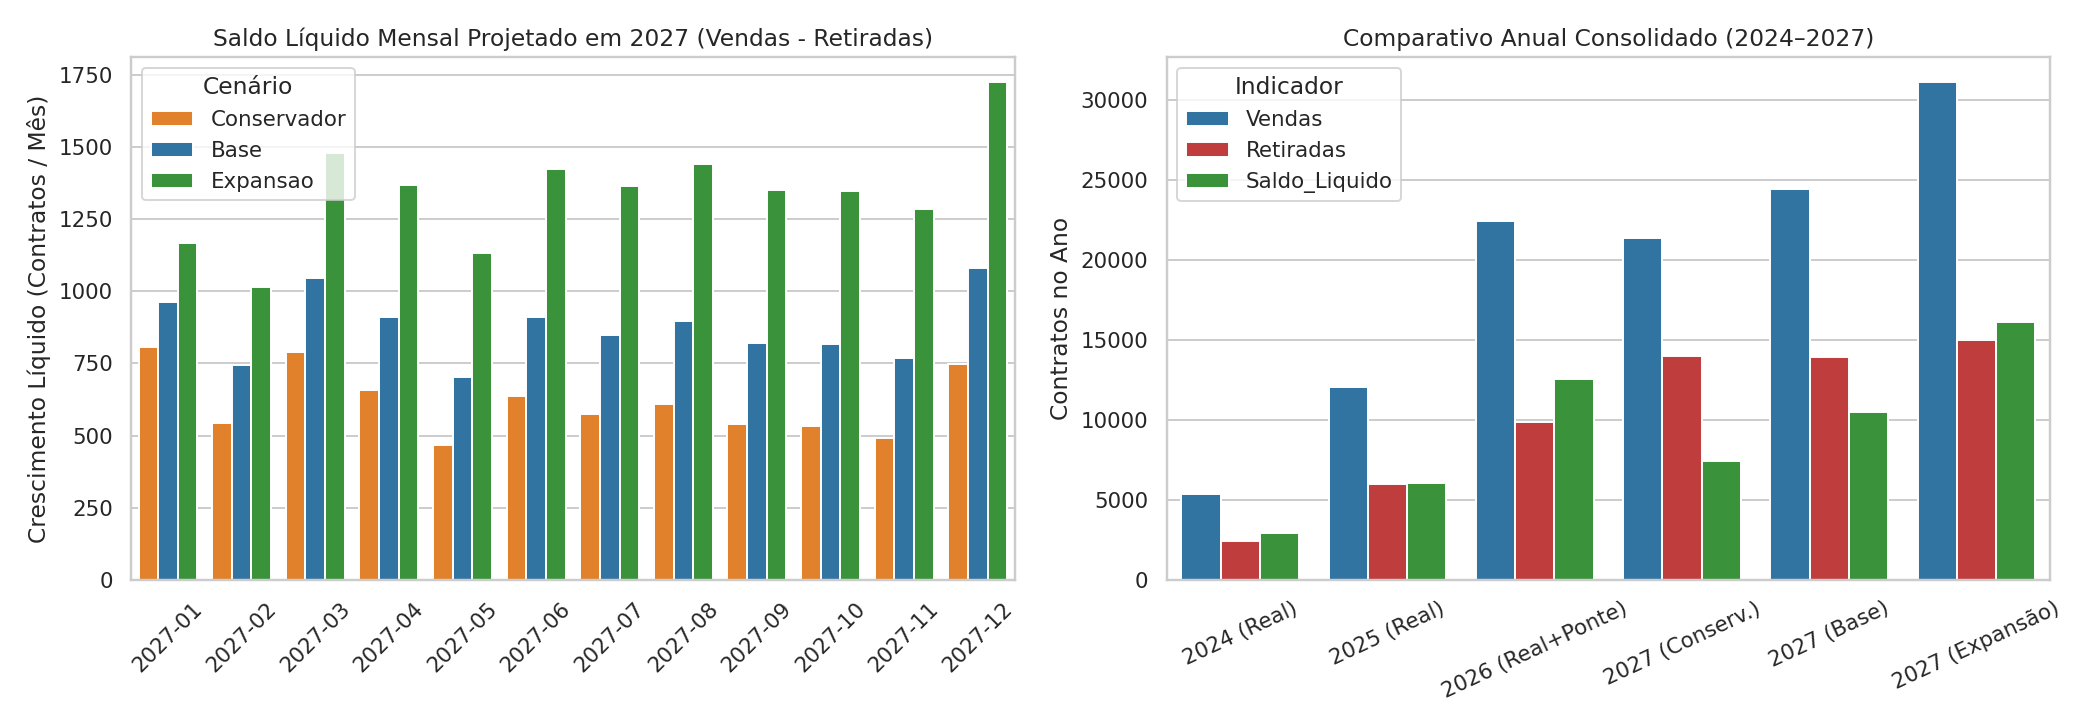 Saldo Líquido Mensal Projetado em 2027 (Vendas - Retiradas)
Crescimento Líquido (Contratos / Mês)
1750
1500
1250
1000
750
500
250
0
Cenário
Conservador
Base
Expansao
2027-01
2027-02
2027-03
2027-04
2027-05
2027-06
2027-07
2027-08
2027-09
2027-10
2027-11
2027-12
Comparativo Anual Consolidado (2024–2027)
Contratos no Ano
30000
25000
20000
15000
10000
5000
0
Indicador
Vendas
Retiradas
Saldo_Liquido
2024 (Real)
2025 (Real)
2026 (Real+Ponte)
2027 (Conserv.)
2027 (Base)
2027 (Expansão)